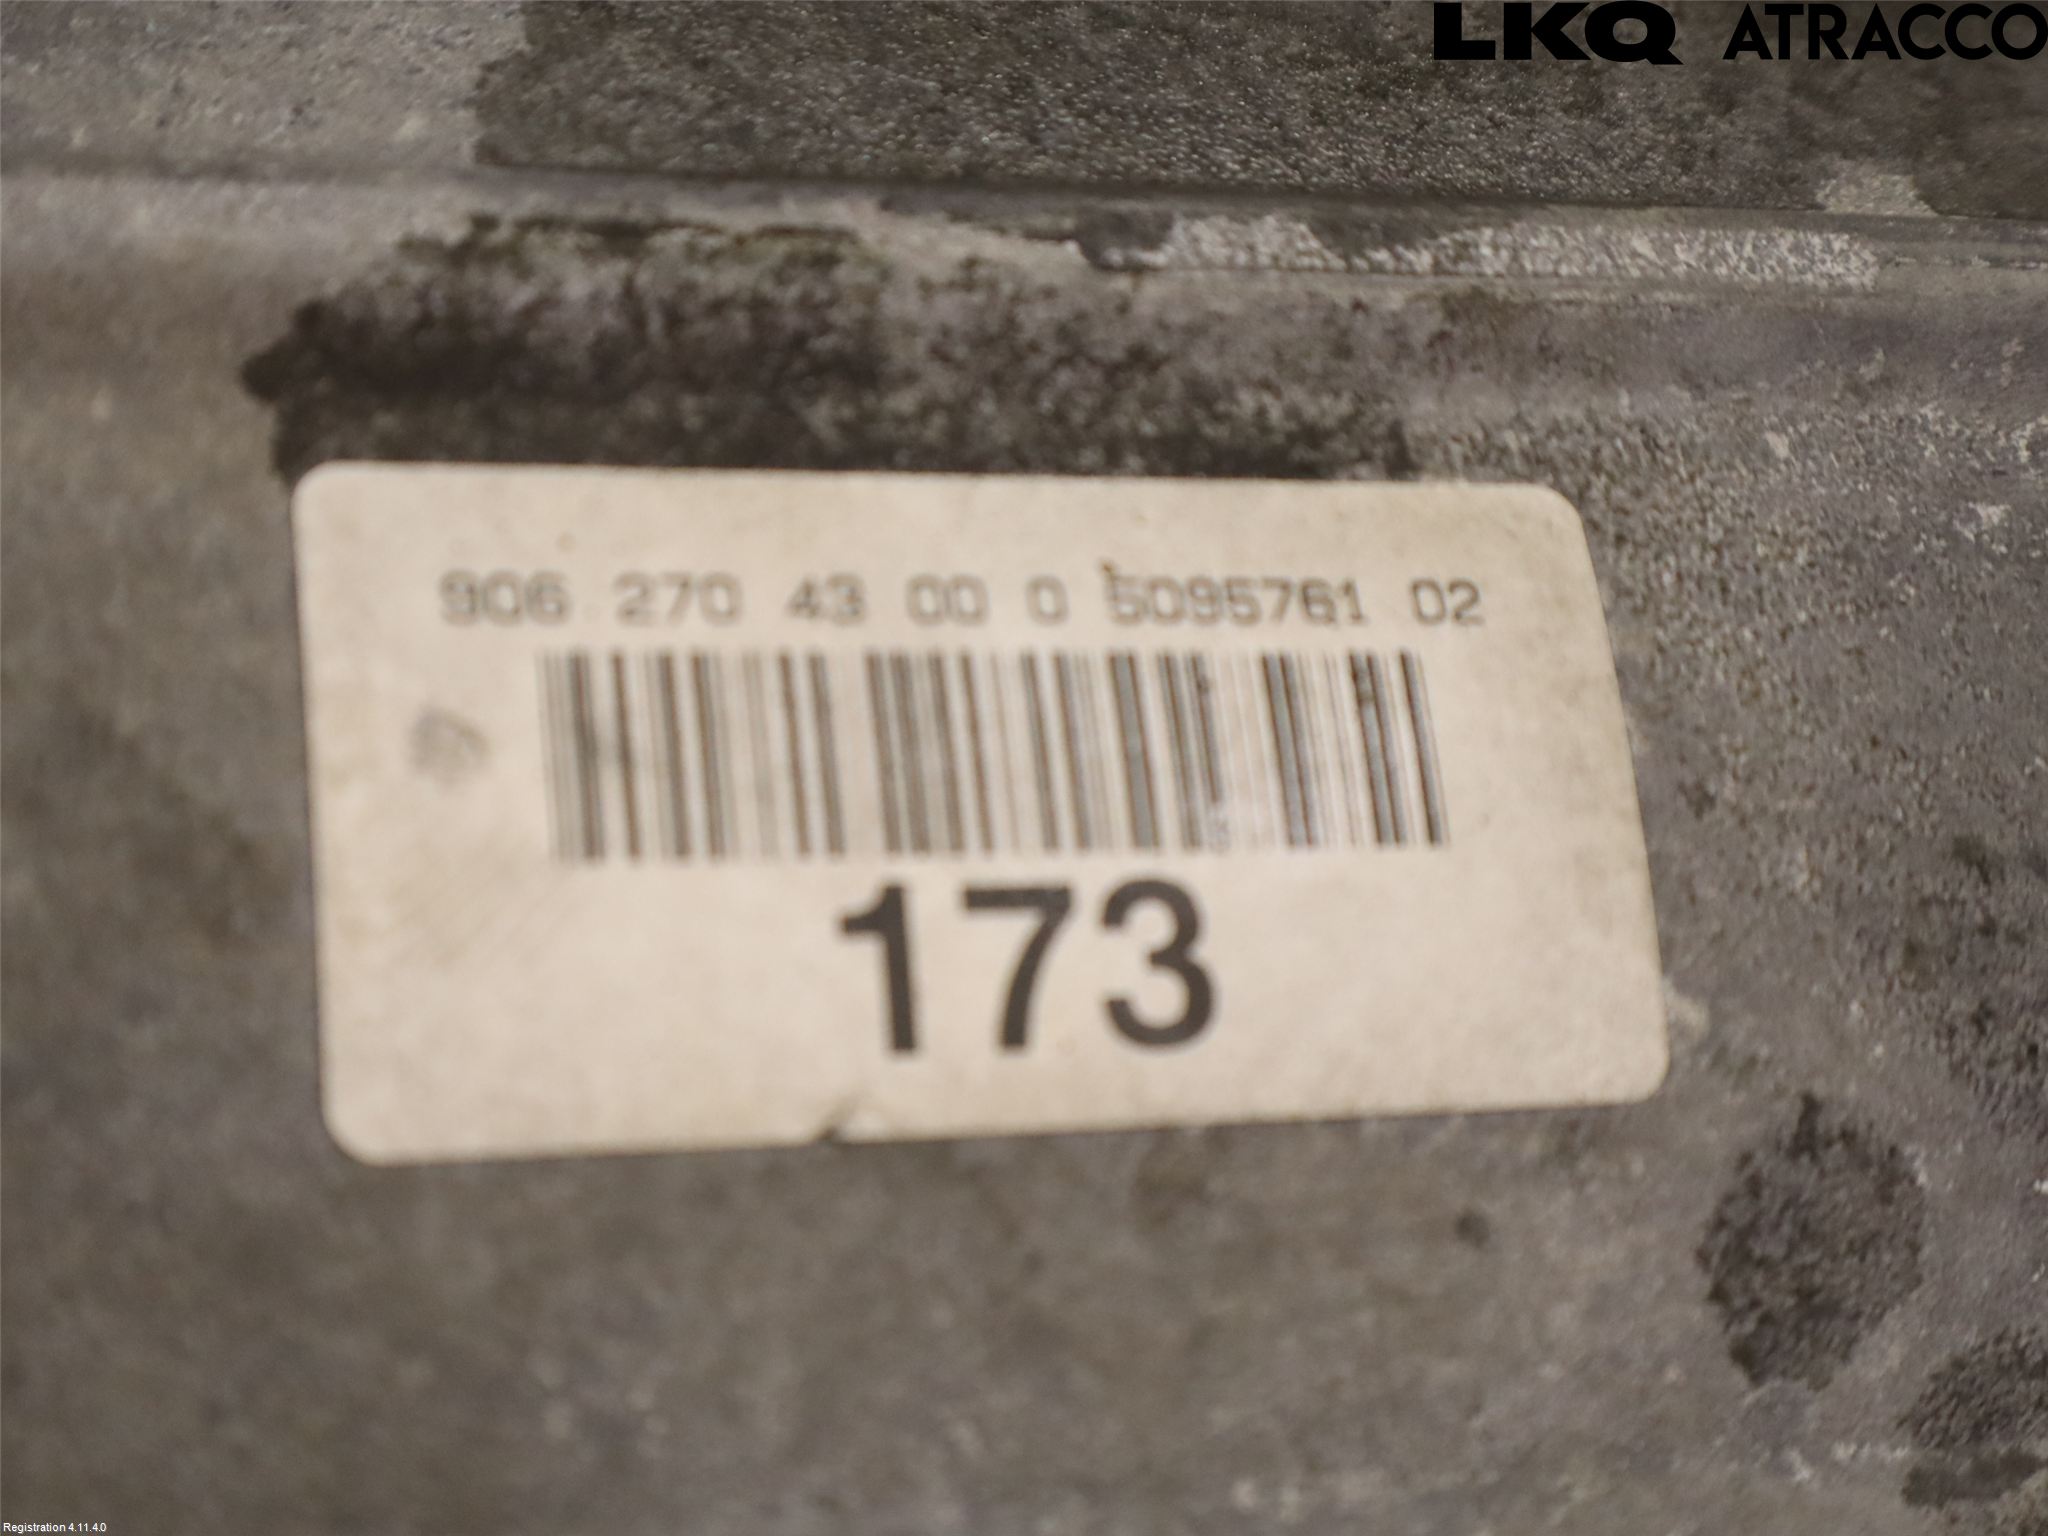 LKQ ATRACCO
906 270 43 00 0 5095761 02
173
Registration 4.11.4.0